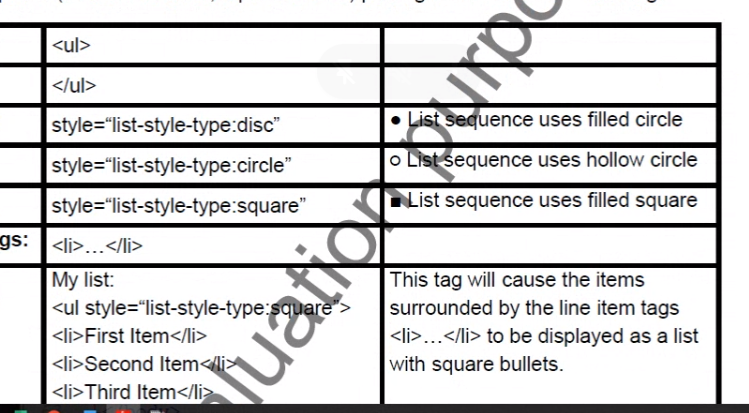 <ul>
</ul>
style=“list-style-type:disc”
● List sequence uses filled circle
style=“list-style-type:circle”
○ List sequence uses hollow circle
style=“list-style-type:square”
■ List sequence uses filled square
gs:
<li>…</li>
My list:
<ul style=“list-style-type:square”>
<li>First Item</li>
<li>Second Item</li>
<li>Third Item</li>
This tag will cause the items
surrounded by the line item tags
<li>…</li> to be displayed as a list
with square bullets.
aluation purpo